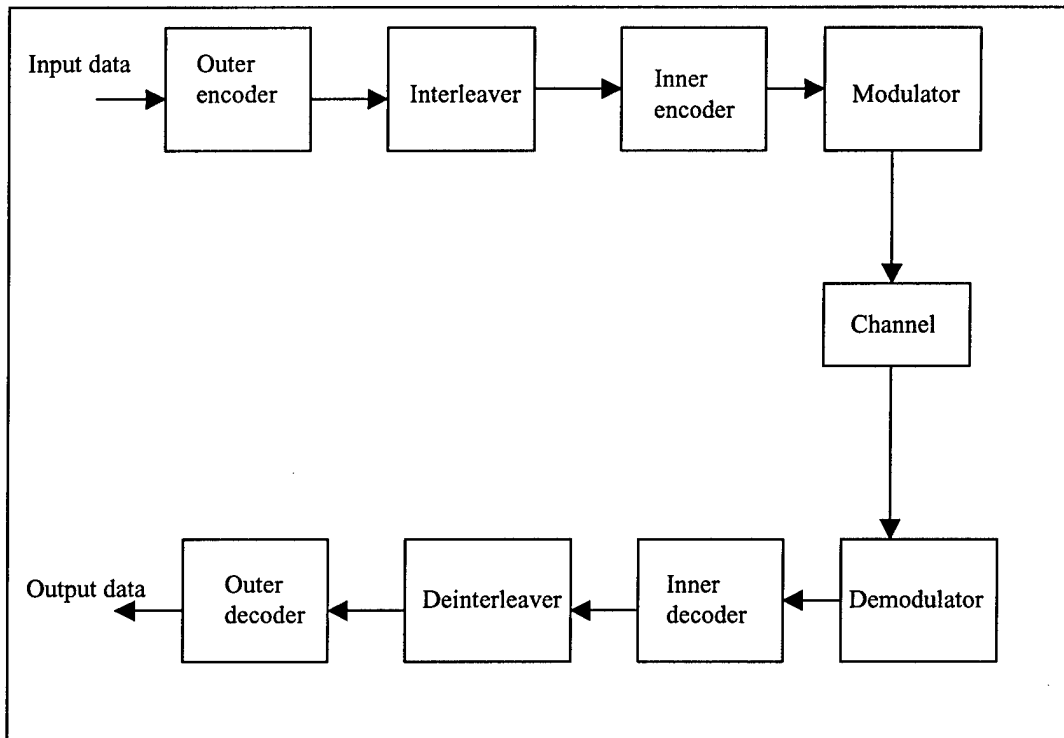 Input data
Outer
encoder
Interleaver
Inner
encoder
Modulator
Channel
Output data
Outer
decoder
Deinterleaver
Inner
decoder
Demodulator